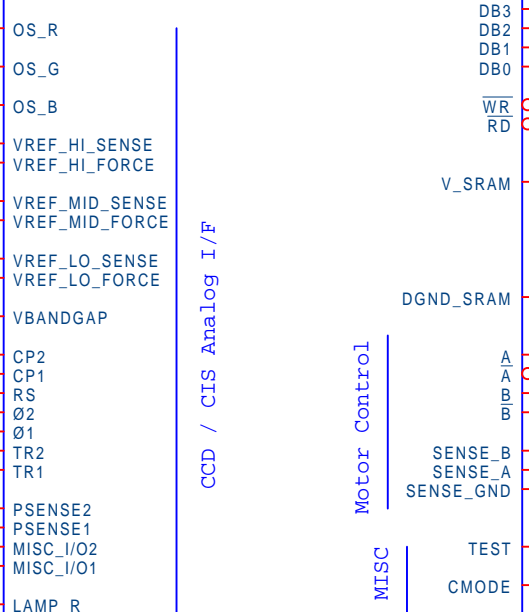 OS_R
OS_G
OS_B
VREF_HI_SENSE
VREF_HI_FORCE
VREF_MID_SENSE
VREF_MID_FORCE
VREF_LO_SENSE
VREF_LO_FORCE
VBANDGAP
CP2
CP1
RS
Ø2
Ø1
TR2
TR1
PSENSE2
PSENSE1
MISC_I/O2
MISC_I/O1
LAMP_R
CCD / CIS Analog I/F
Motor Control
MISC
DB3
DB2
DB1
DB0
W̅R̅
R̅D̅
V_SRAM
DGND_SRAM
A
A̅
B
B̅
SENSE_B
SENSE_A
SENSE_GND
TEST
CMODE